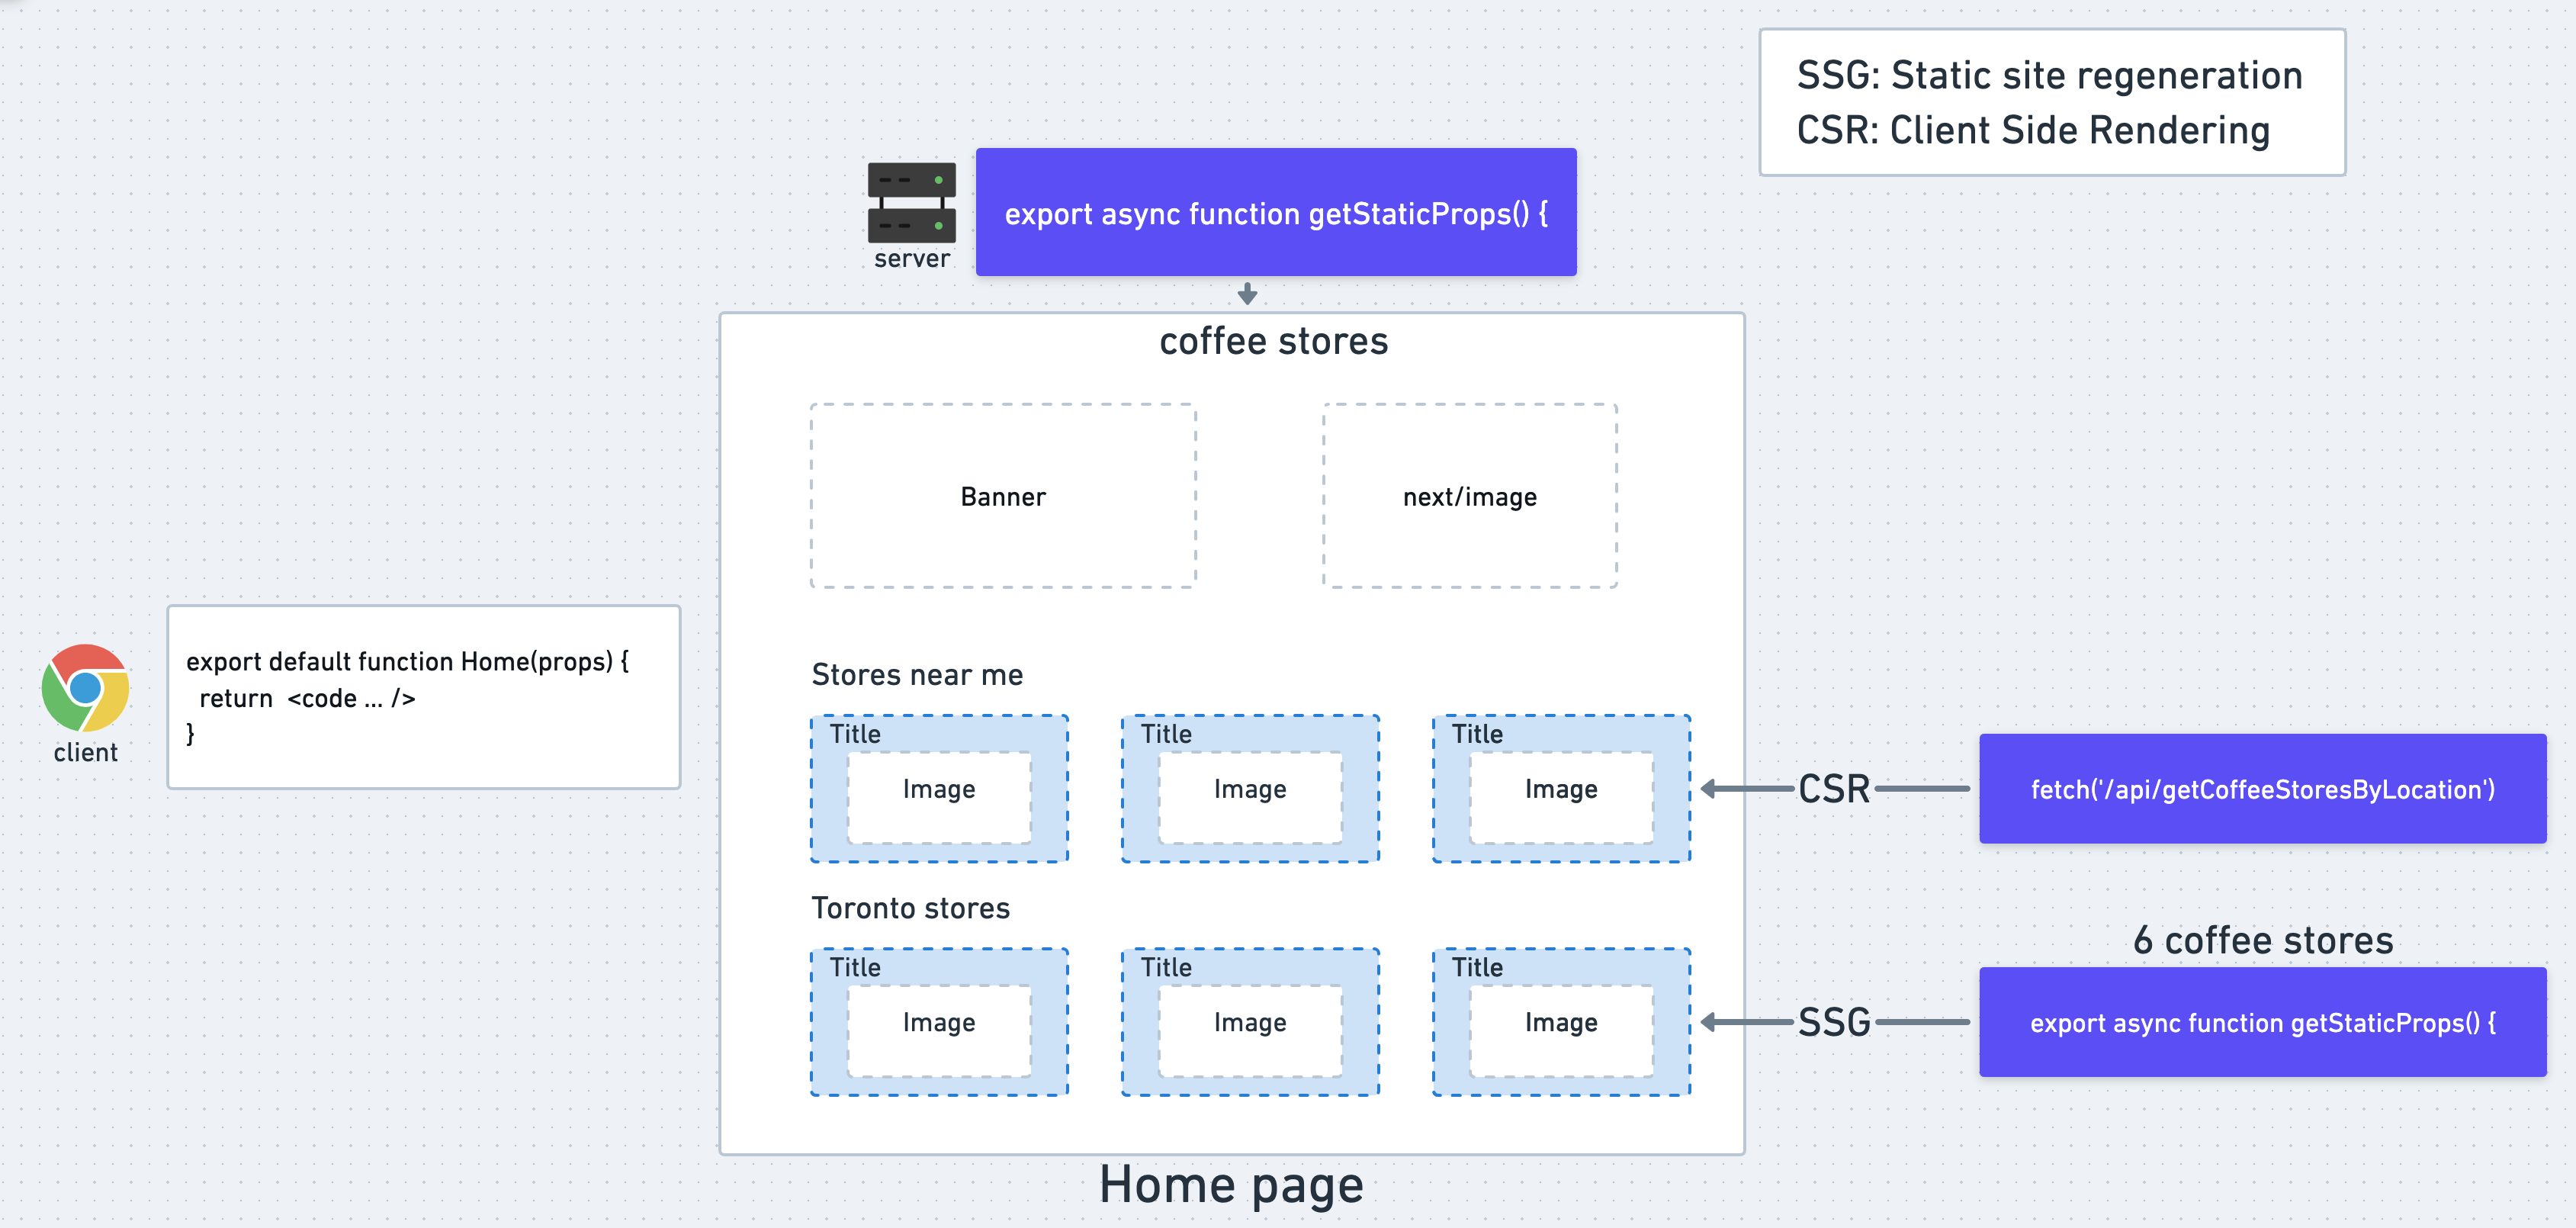 SSG: Static site regeneration
CSR: Client Side Rendering
export async function getStaticProps() {
server
coffee stores
Banner
next/image
export default function Home(props) {
return <code ... />
}
client
Stores near me
Title
Image
Title
Image
Title
Image
CSR
fetch('/api/getCoffeeStoresByLocation')
Toronto stores
Title
Image
Title
Image
Title
Image
SSG
6 coffee stores
export async function getStaticProps() {
Home page